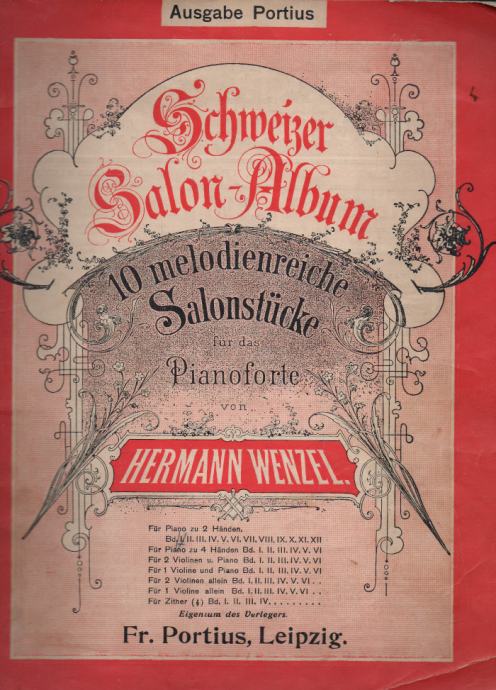 Ausgabe Portius
Schweizer
Salon-Album
10 melodienreiche
Salonstücke
für das
Pianoforte
von
HERMANN WENZEL.
Für Piano zu 2 Händen.
Bd. I. II. III. IV. V. VI. VII. VIII. IX. X. XI. XII
Für Piano zu 4 Händen Bd. I. II. III. IV. V. VI
Für 2 Violinen u. Piano Bd. I. II. III. IV. V. VI
Für 1 Violine und Piano Bd. I. II. III. IV. V. VI
Für 2 Violinen allein Bd. I. II. III. IV. V. VI. . .
Für 1 Violine allein Bd. I. II. III. IV. V. VI . .
Für Zither (𝄞) Bd. I. II. III. IV. . . . . . . . .
Eigentum des Verlegers.
Fr. Portius, Leipzig.